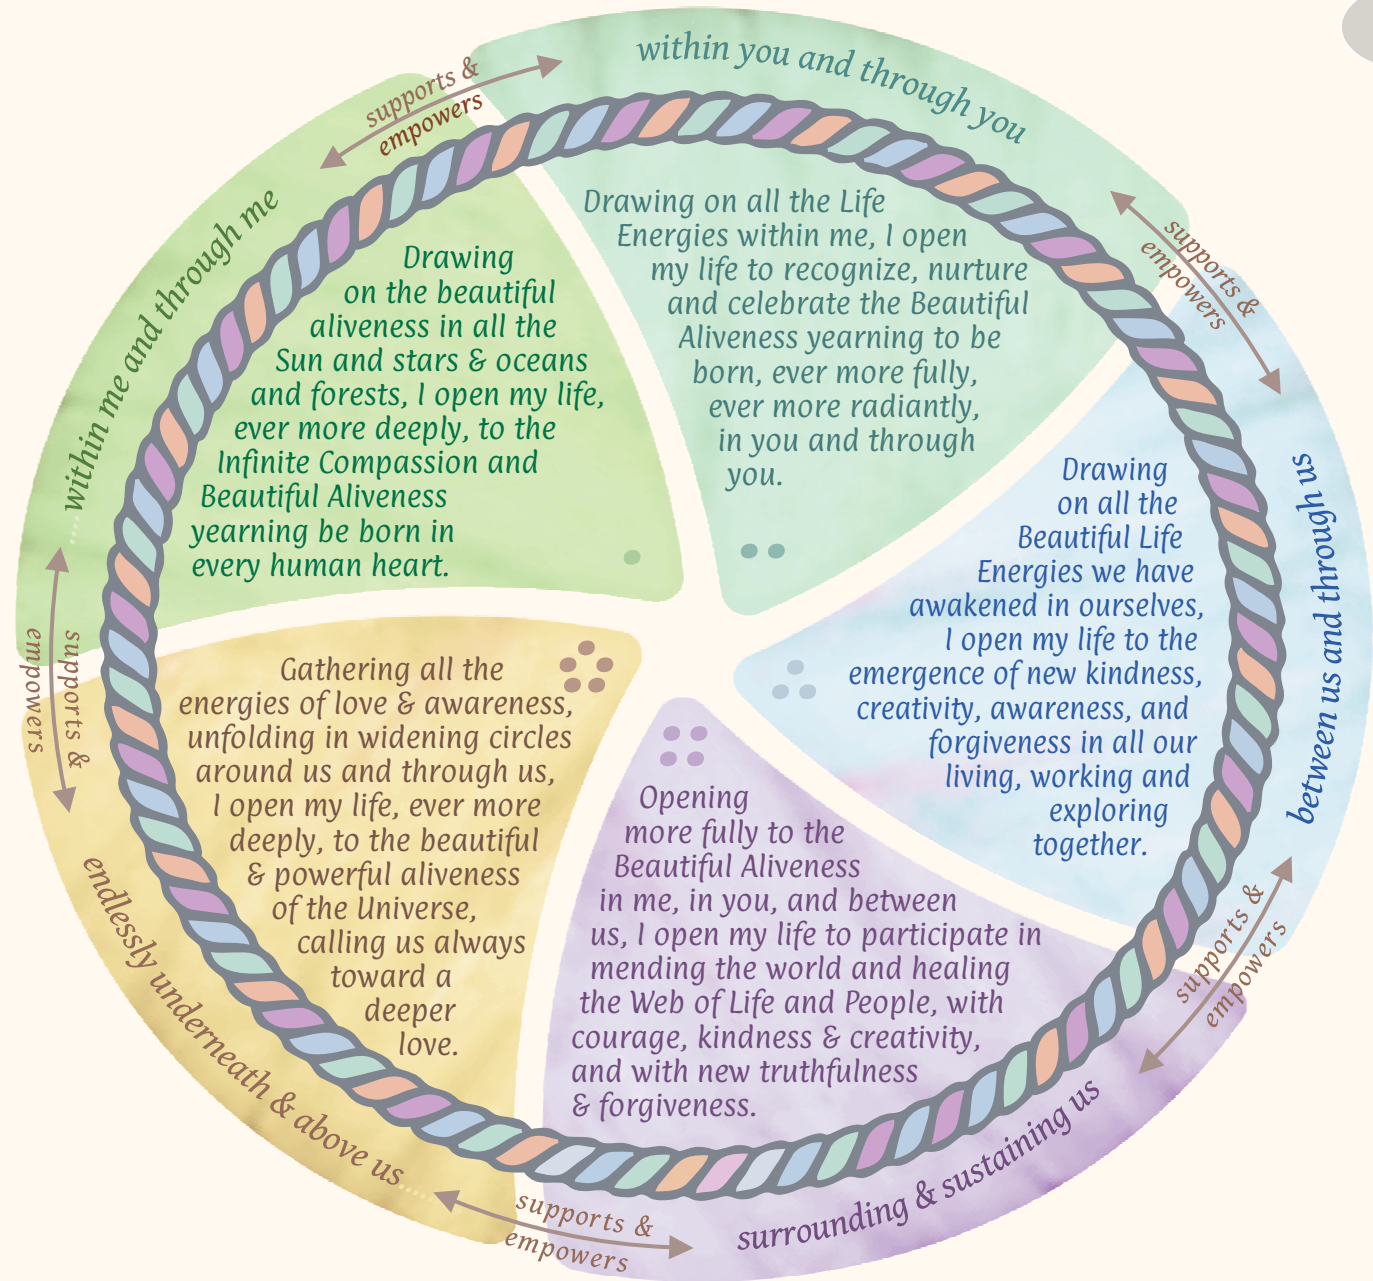 within me and through me
Drawing
on the beautiful
aliveness in all the
Sun and stars & oceans
and forests, I open my life,
ever more deeply, to the
Infinite Compassion and
Beautiful Aliveness
yearning be born in
every human heart.
supports &
empowers
within you and through you
Drawing on all the Life
Energies within me, I open
my life to recognize, nurture
and celebrate the Beautiful
Aliveness yearning to be
born, ever more fully,
ever more radiantly,
in you and through
you.
supports &
empowers
between us and through us
Drawing
on all the
Beautiful Life
Energies we have
awakened in ourselves,
I open my life to the
emergence of new kindness,
creativity, awareness, and
forgiveness in all our
living, working and
exploring
together.
supports &
empowers
surrounding & sustaining us
Opening
more fully to the
Beautiful Aliveness
in me, in you, and between
us, I open my life to participate in
mending the world and healing
the Web of Life and People, with
courage, kindness & creativity,
and with new truthfulness
& forgiveness.
supports &
empowers
endlessly underneath & above us
Gathering all the
energies of love & awareness,
unfolding in widening circles
around us and through us,
I open my life, ever more
deeply, to the beautiful
& powerful aliveness
of the Universe,
calling us always
toward a
deeper
love.
supports &
empowers